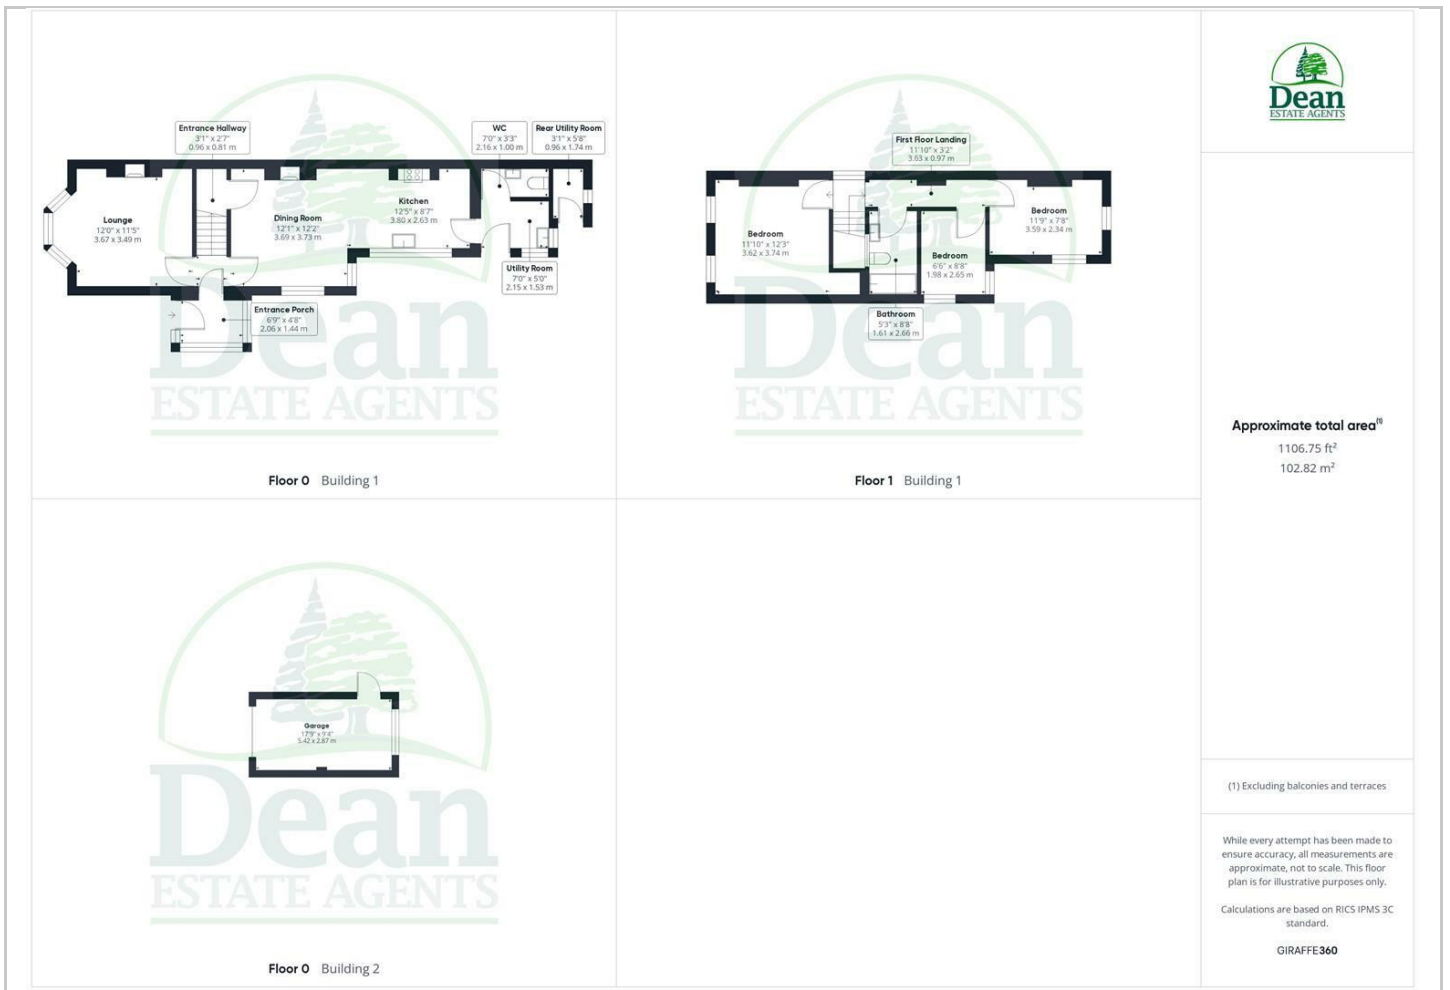 Entrance Hallway
3'1" x 2'7"
0.96 x 0.81 m
WC
7'0" x 3'3"
2.16 x 1.00 m
Rear Utility Room
3'1" x 5'8"
0.96 x 1.74 m
Lounge
12'0" x 11'5"
3.67 x 3.49 m
Dining Room
12'1" x 12'2"
3.69 x 3.73 m
Kitchen
12'5" x 8'7"
3.80 x 2.63 m
Utility Room
7'0" x 5'0"
2.15 x 1.53 m
Entrance Porch
6'9" x 4'8"
2.06 x 1.44 m
Dean
ESTATE AGENTS
Floor 0 Building 1
First Floor Landing
11'10" x 3'2"
3.63 x 0.97 m
Bedroom
11'10" x 12'3"
3.62 x 3.74 m
Bedroom
11'9" x 7'8"
3.59 x 2.34 m
Bedroom
6'6" x 8'8"
1.98 x 2.65 m
Bathroom
5'3" x 8'8"
1.61 x 2.66 m
Dean
ESTATE AGENTS
Floor 1 Building 1
Garage
17'9" x 9'4"
5.42 x 2.87 m
Dean
ESTATE AGENTS
Floor 0 Building 2
Dean
ESTATE AGENTS
Approximate total area(1)
1106.75 ft²
102.82 m²
(1) Excluding balconies and terraces
While every attempt has been made to
ensure accuracy, all measurements are
approximate, not to scale. This floor
plan is for illustrative purposes only.
Calculations are based on RICS IPMS 3C
standard.
GIRAFFE360